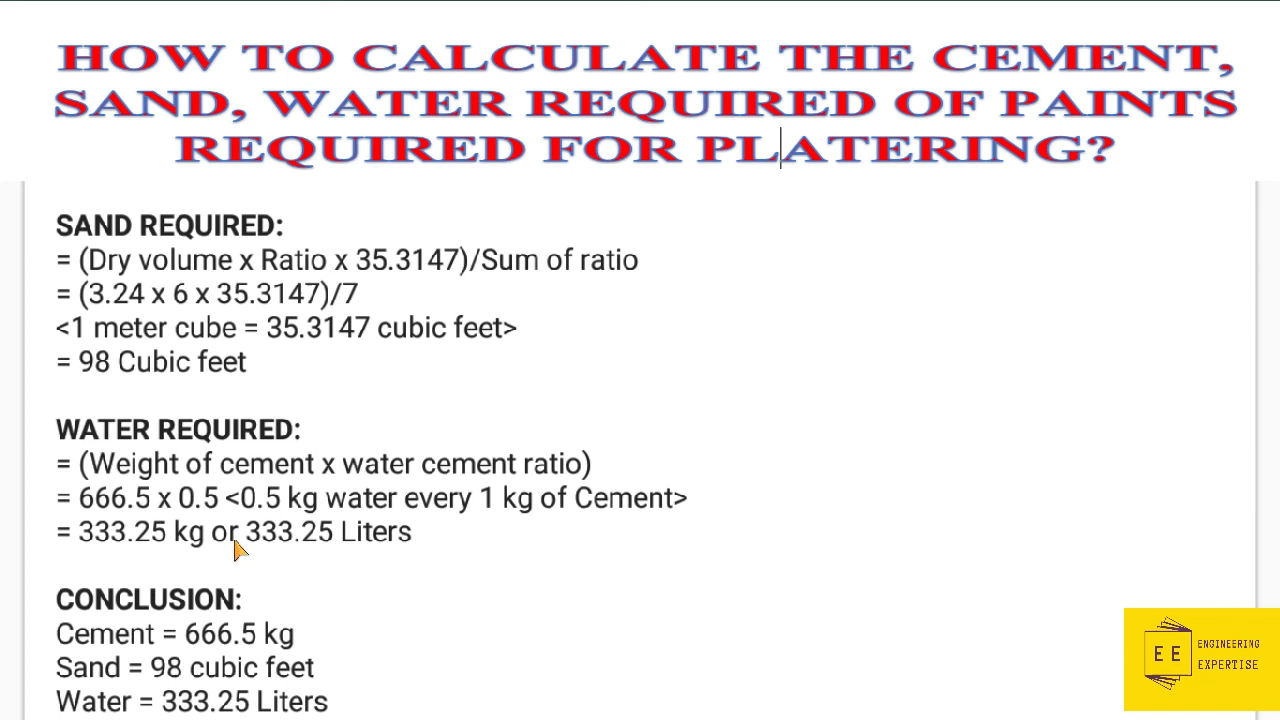 HOW TO CALCULATE THE CEMENT,
SAND, WATER REQUIRED OF PAINTS
REQUIRED FOR PLATERING?
SAND REQUIRED:
= (Dry volume x Ratio x 35.3147)/Sum of ratio
= (3.24 x 6 x 35.3147)/7
<1 meter cube = 35.3147 cubic feet>
= 98 Cubic feet
WATER REQUIRED:
= (Weight of cement x water cement ratio)
= 666.5 x 0.5 <0.5 kg water every 1 kg of Cement>
= 333.25 kg or 333.25 Liters
CONCLUSION:
Cement = 666.5 kg
Sand = 98 cubic feet
Water = 333.25 Liters
E E
ENGINEERING
EXPERTISE